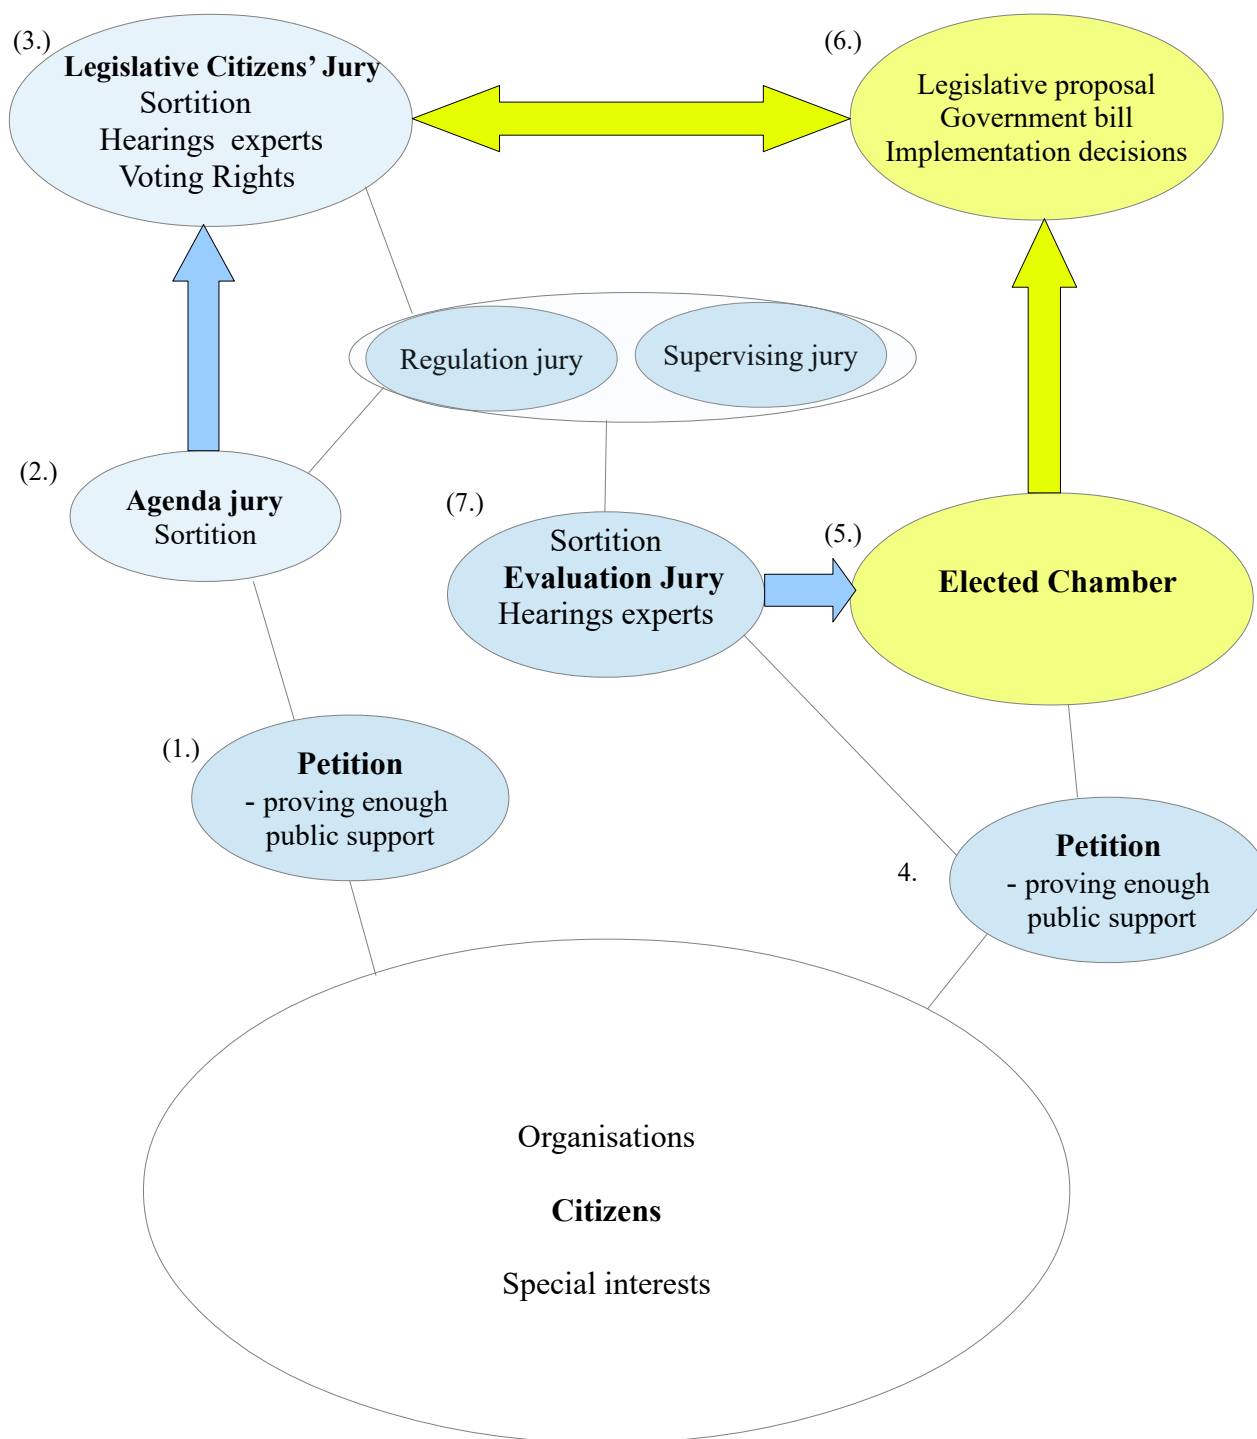 (3.)
Legislative Citizens’ Jury
Sortition
Hearings experts
Voting Rights
(6.)
Legislative proposal
Government bill
Implementation decisions
Regulation jury
Supervising jury
(2.)
Agenda jury
Sortition
(7.)
Sortition
Evaluation Jury
Hearings experts
(5.)
Elected Chamber
(1.)
Petition
- proving enough
public support
4.
Petition
- proving enough
public support
Organisations
Citizens
Special interests